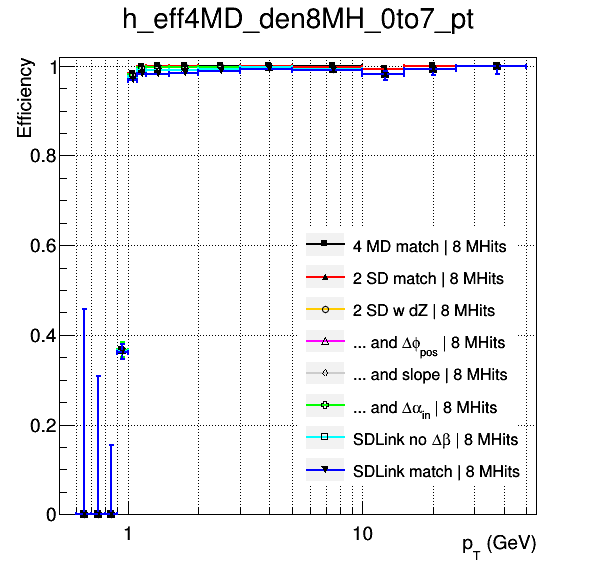 h_eff4MD_den8MH_0to7_pt
Efficiency
1
0.8
0.6
0.4
0.2
0
4 MD match | 8 MHits
2 SD match | 8 MHits
2 SD w dZ | 8 MHits
... and Δϕpos | 8 MHits
... and slope | 8 MHits
... and Δαin | 8 MHits
SDLink no Δβ | 8 MHits
SDLink match | 8 MHits
1 10
pT (GeV)